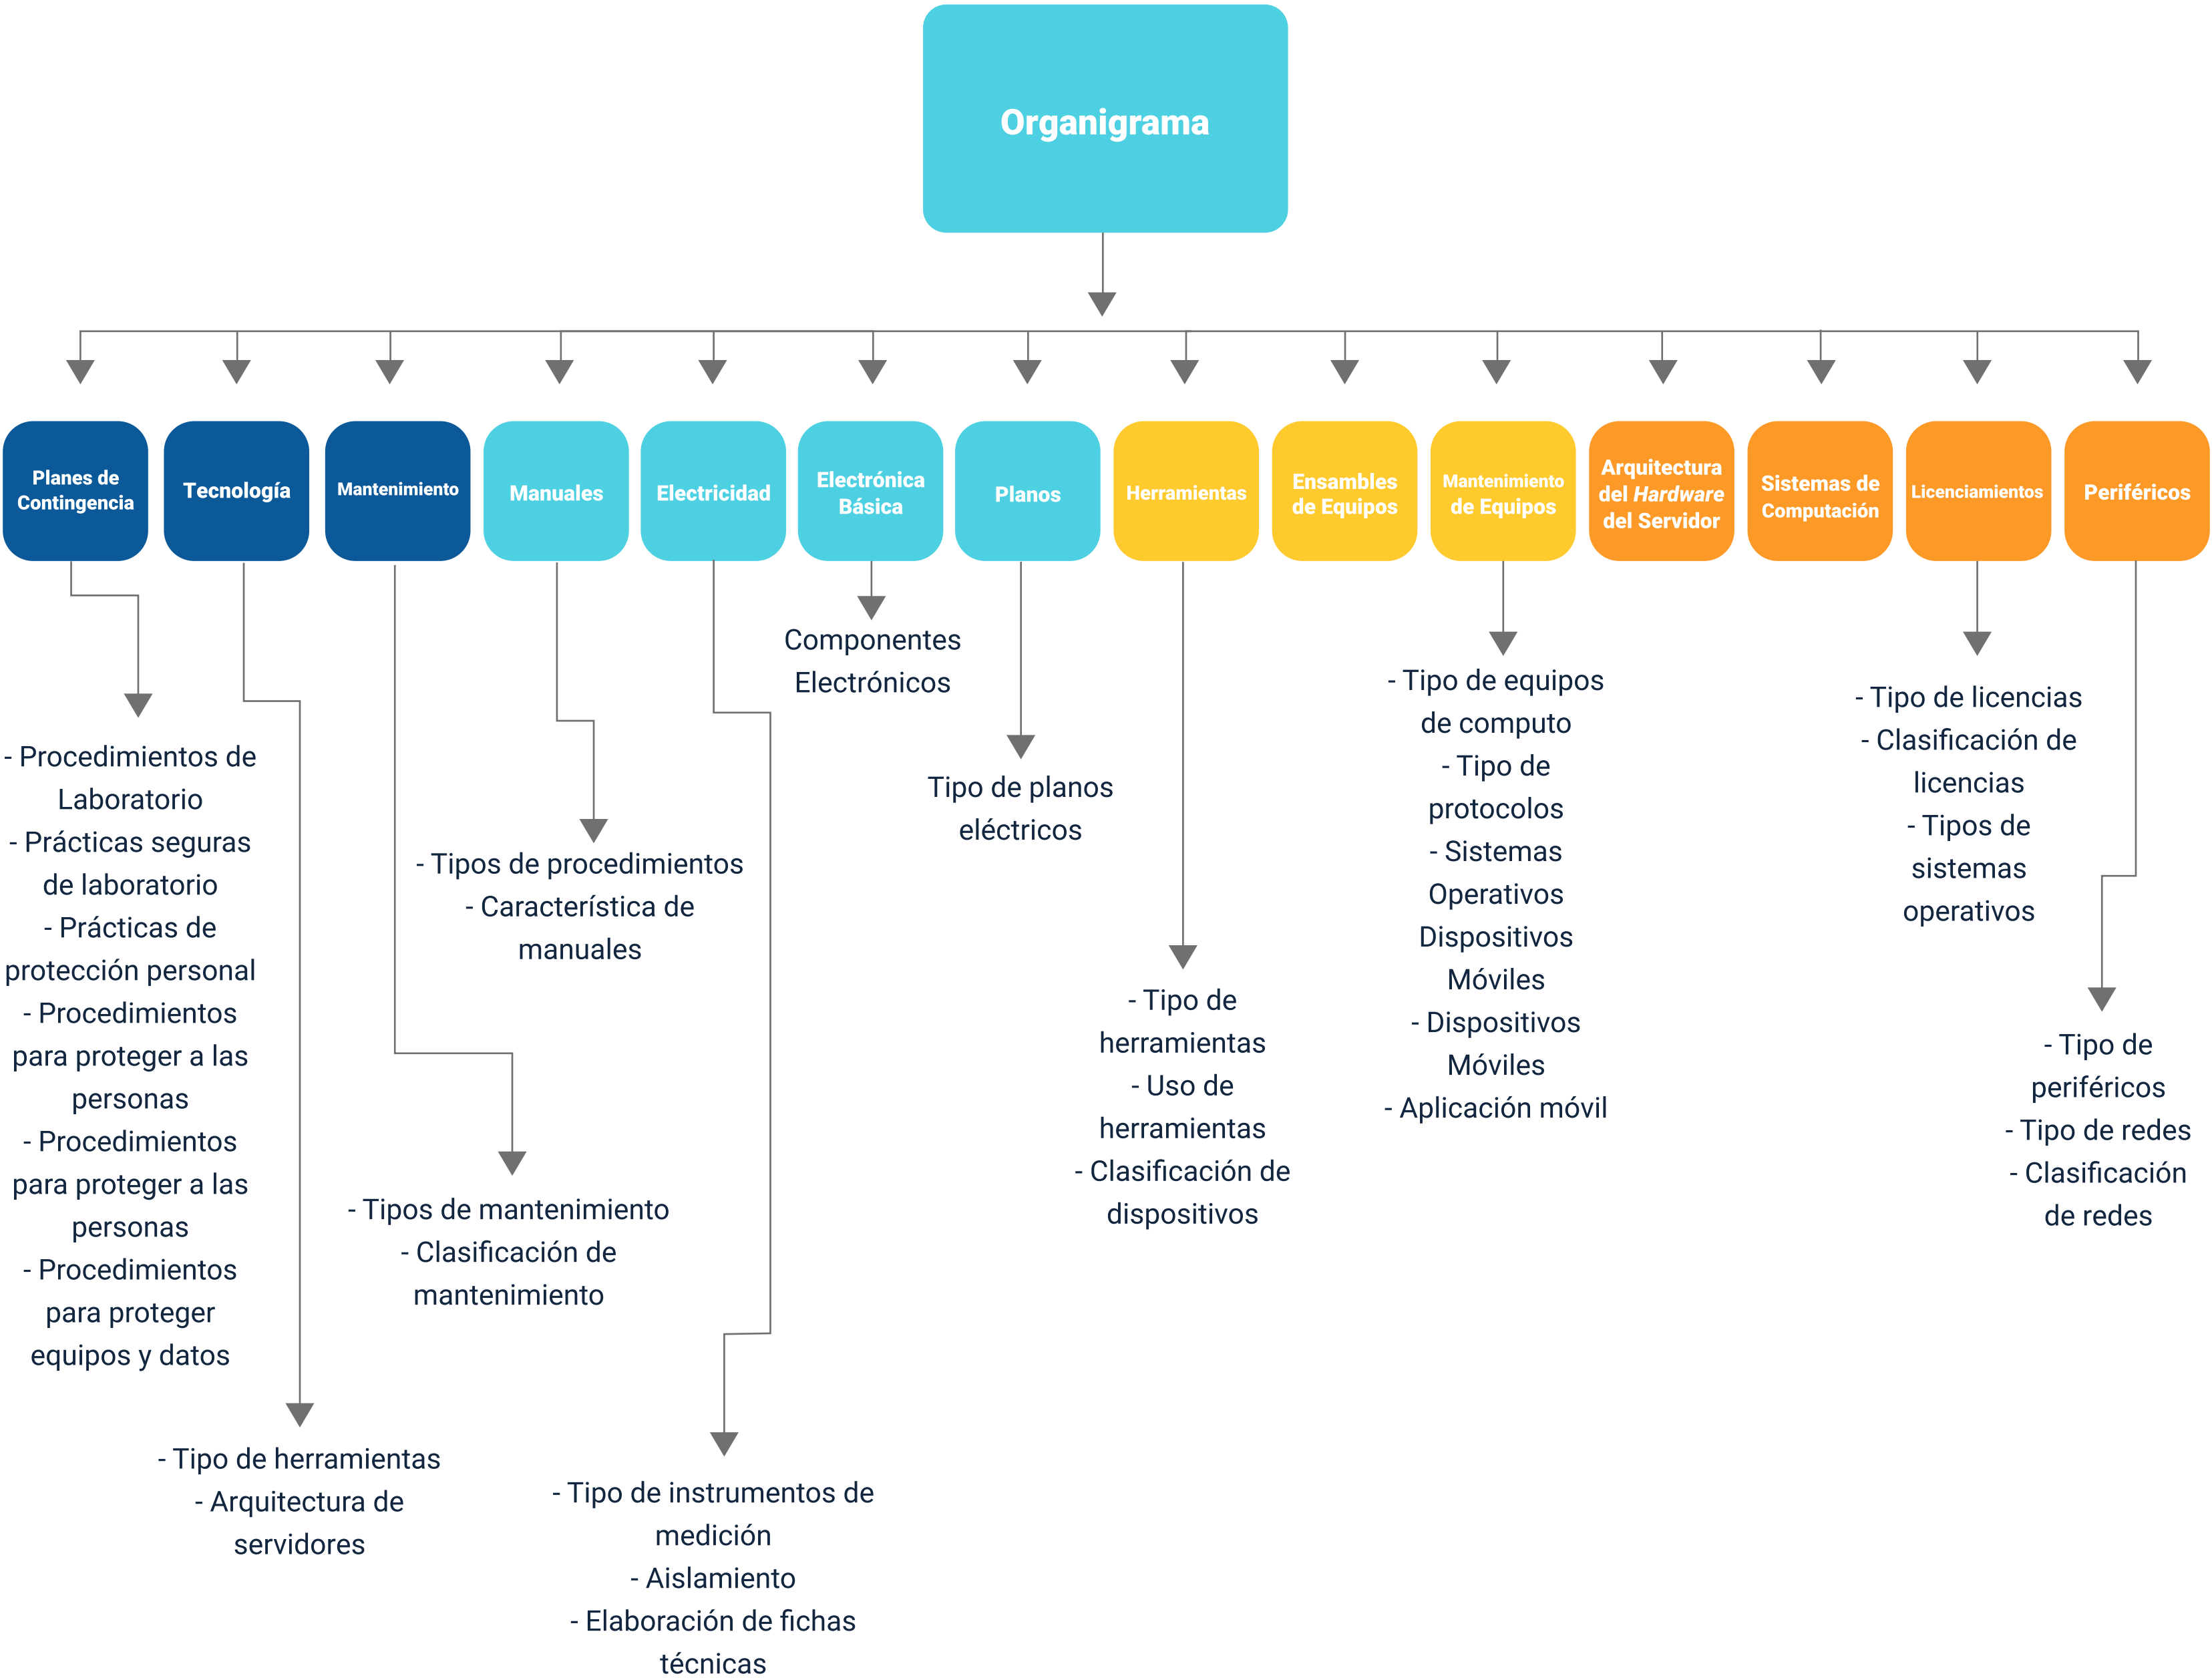 Organigrama
Planes de
Contingencia
Tecnología
Mantenimiento
Manuales
Electricidad
Electrónica
Básica
Planos
Herramientas
Ensambles
de Equipos
Mantenimiento
de Equipos
Arquitectura
del Hardware
del Servidor
Sistemas de
Computación
Licenciamientos
Periféricos
- Procedimientos de
Laboratorio
- Prácticas seguras
de laboratorio
- Prácticas de
protección personal
- Procedimientos
para proteger a las
personas
- Procedimientos
para proteger a las
personas
- Procedimientos
para proteger
equipos y datos
- Tipo de herramientas
- Arquitectura de
servidores
- Tipos de mantenimiento
- Clasificación de
mantenimiento
- Tipos de procedimientos
- Característica de
manuales
- Tipo de instrumentos de
medición
- Aislamiento
- Elaboración de fichas
técnicas
Componentes
Electrónicos
Tipo de planos
eléctricos
- Tipo de
herramientas
- Uso de
herramientas
- Clasificación de
dispositivos
- Tipo de equipos
de computo
- Tipo de
protocolos
- Sistemas
Operativos
Dispositivos
Móviles
- Dispositivos
Móviles
- Aplicación móvil
- Tipo de licencias
- Clasificación de
licencias
- Tipos de
sistemas
operativos
- Tipo de
periféricos
- Tipo de redes
- Clasificación
de redes